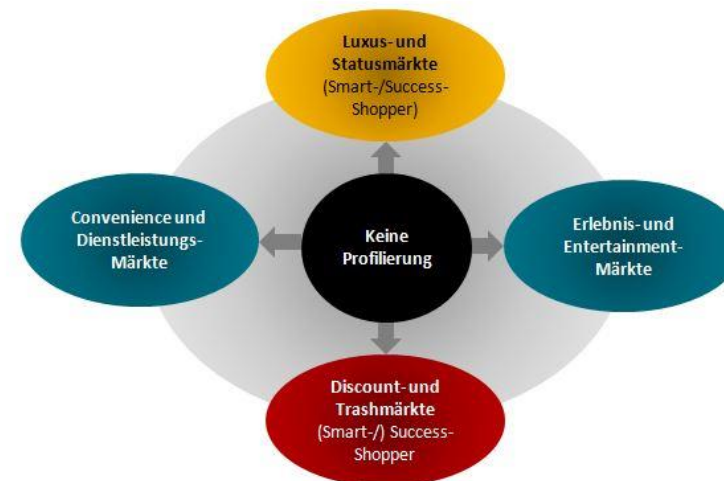 Luxus-und
Statusmärkte
(Smart-/Success-
Shopper)
Convenience und
Dienstleistungs-
Märkte
Keine
Profilierung
Erlebnis-und
Entertainment-
Märkte
Discount-und
Trashmärkte
(Smart-/) Success-
Shopper